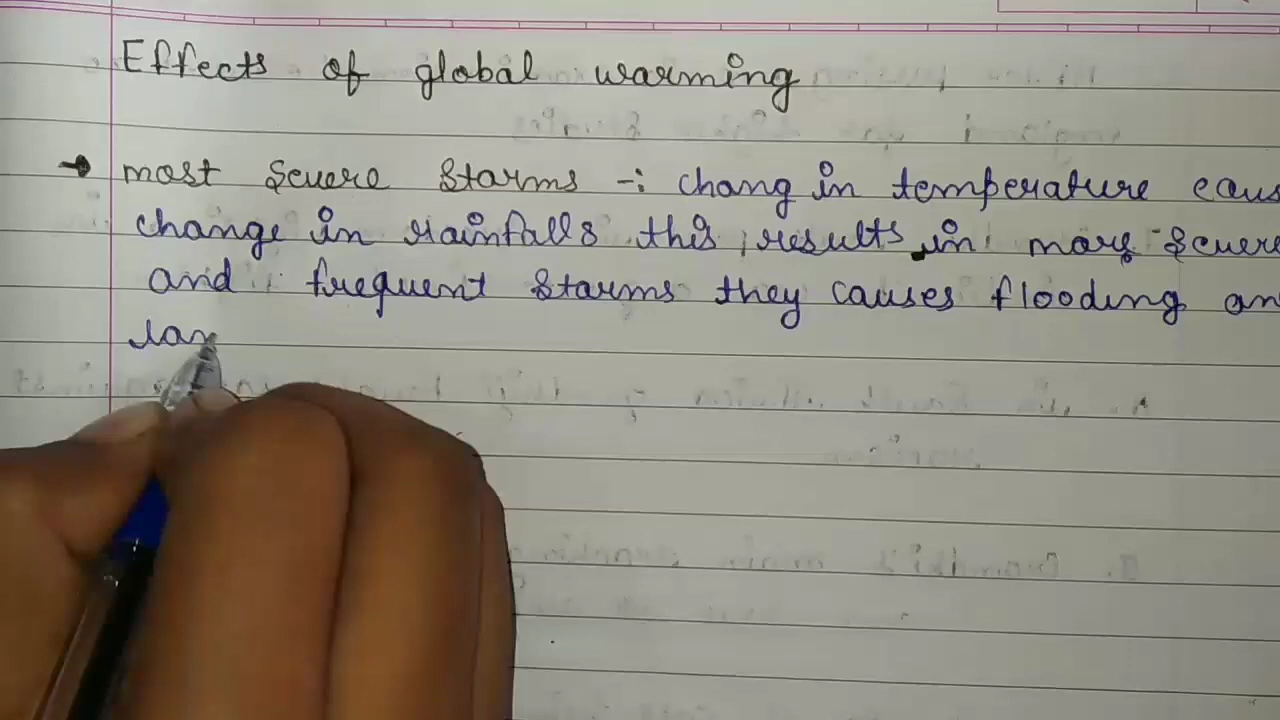 Effects of global warming
→ most severe storms -: chang in temperature caus
change in rainfalls this results in more severe
and frequent storms they causes flooding an
lan